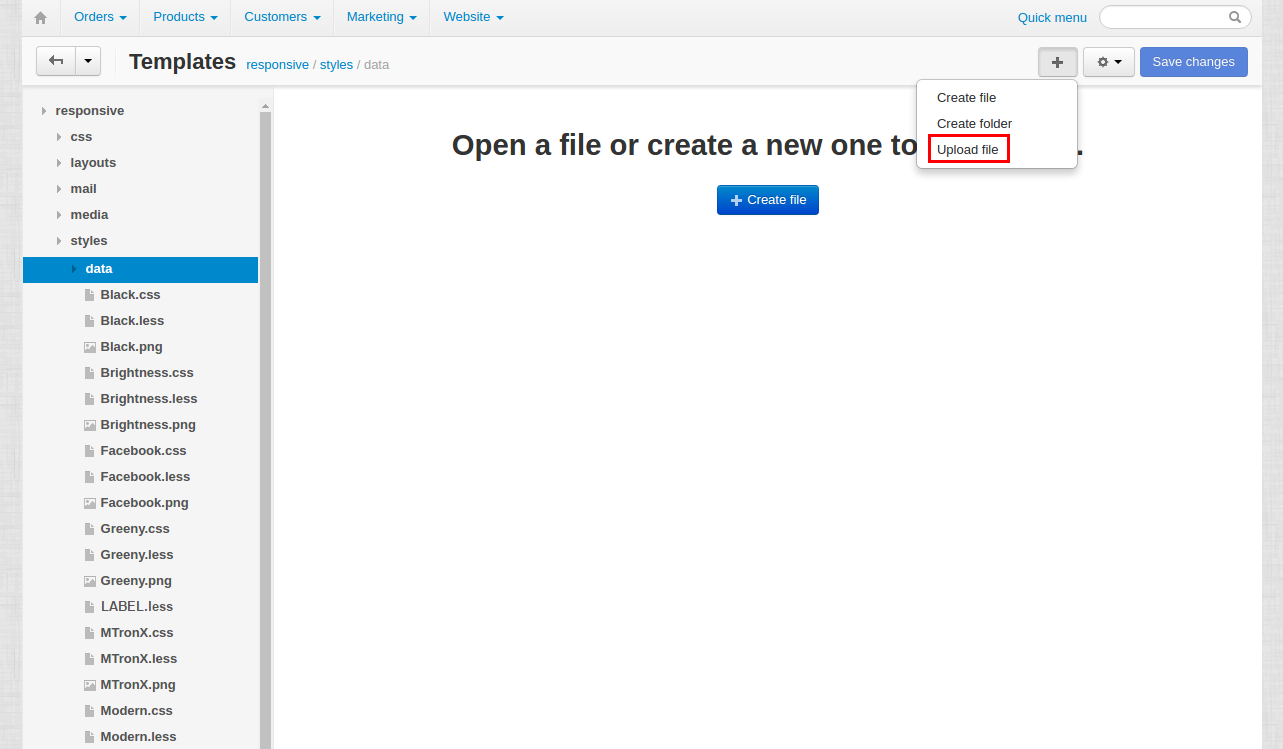 Orders Products Customers Marketing Website Quick menu
Templates responsive / styles / data Save changes
Create file
Create folder
Upload file
Open a file or create a new one to .
Create file
responsive
css
layouts
mail
media
styles
data
Black.css
Black.less
Black.png
Brightness.css
Brightness.less
Brightness.png
Facebook.css
Facebook.less
Facebook.png
Greeny.css
Greeny.less
Greeny.png
LABEL.less
MTronX.css
MTronX.less
MTronX.png
Modern.css
Modern.less